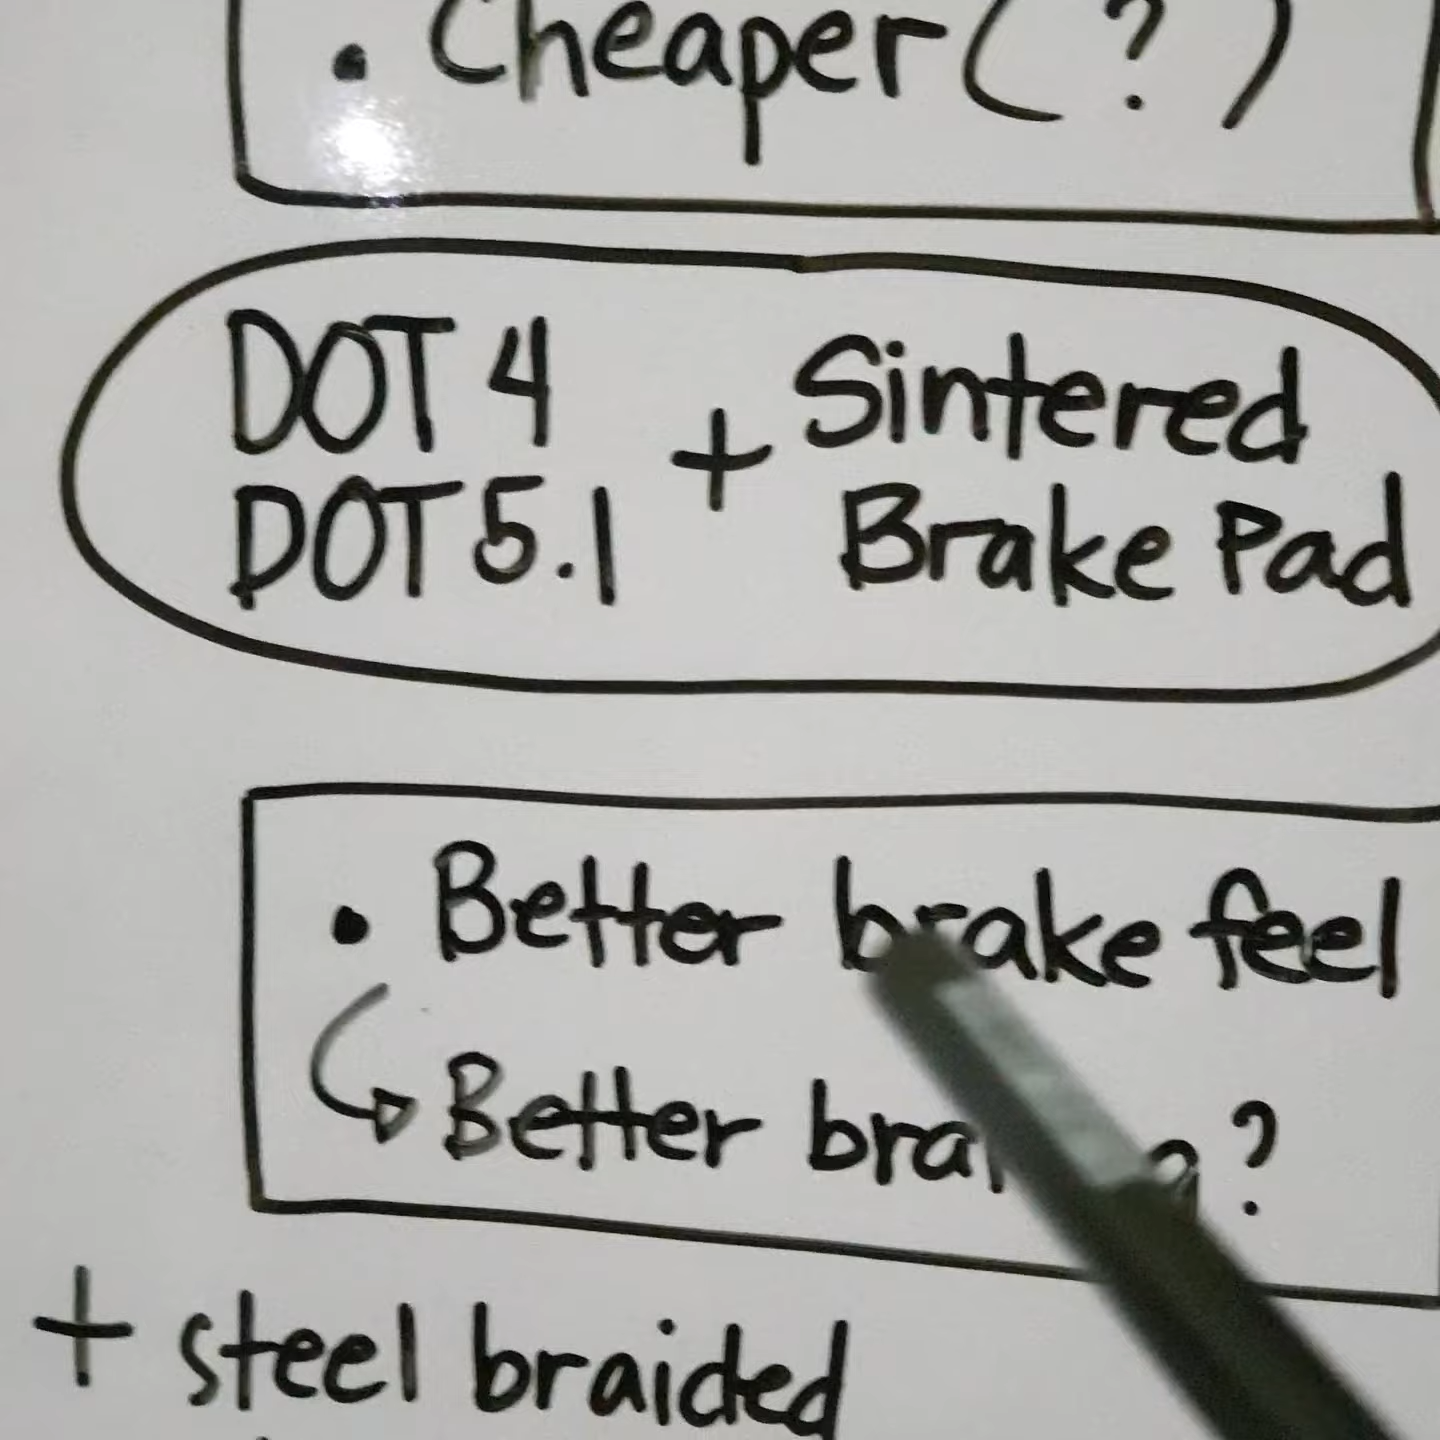 • Cheaper (?)
DOT 4 + Sintered
DOT 5.1 Brake Pad
• Better brake feel
↳ Better ?
+ steel braided